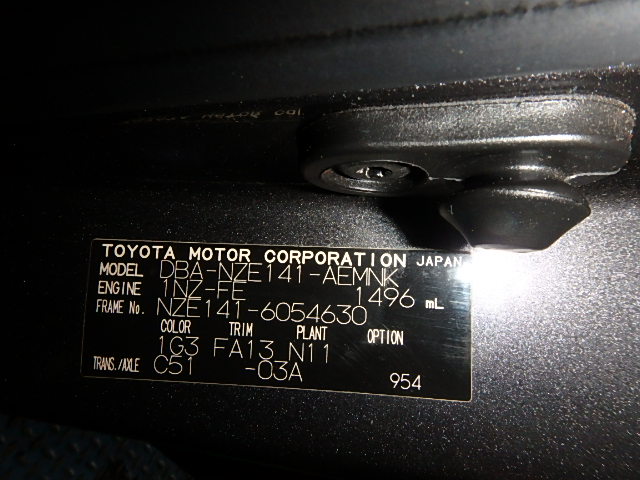 TOYOTA MOTOR CORPORATION JAPAN
MODEL DBA-NZE141-AEMNK
ENGINE 1NZ-FE 1496 mL
FRAME No. NZE141-6054630
COLOR TRIM PLANT OPTION
1G3 FA13 N11
TRANS./AXLE C51 -03A
954